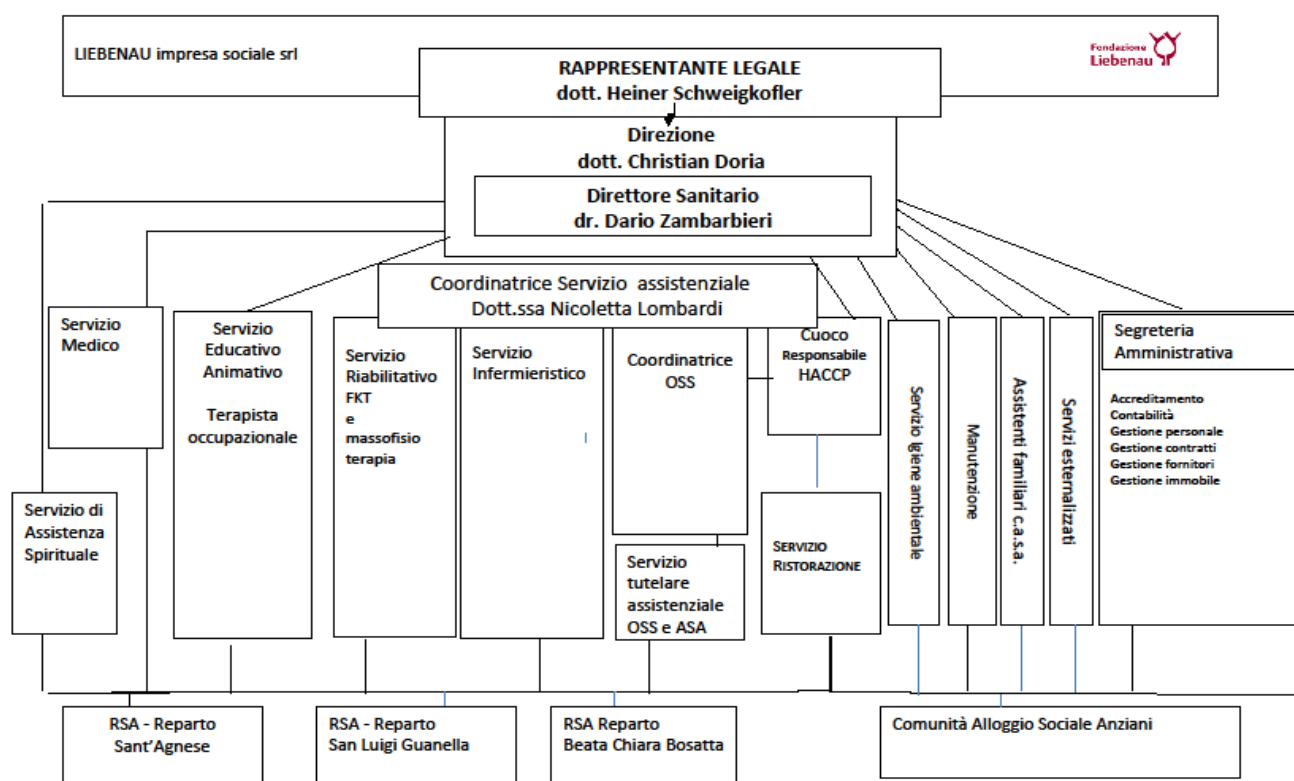 LIEBENAU impresa sociale srl
Fondazione
Liebenau
RAPPRESENTANTE LEGALE
dott. Heiner Schweigkofler
Direzione
dott. Christian Doria
Direttore Sanitario
dr. Dario Zambarbieri
Coordinatrice Servizio assistenziale
Dott.ssa Nicoletta Lombardi
Servizio
Medico
Servizio di
Assistenza
Spirituale
Servizio
Educativo
Animativo
Terapista
occupazionale
Servizio
Riabilitativo
FKT
e
massofisio
terapia
Servizio
Infermieristico
Coordinatrice
OSS
Servizio
tutelare
assistenziale
OSS e ASA
Cuoco
Responsabile
HACCP
SERVIZIO
RISTORAZIONE
Servizio Igiene ambientale
Manutenzione
Assistenti familiari c.a.s.a.
Servizi esternalizzati
Segreteria
Amministrativa
Accreditamento
Contabilità
Gestione personale
Gestione contratti
Gestione fornitori
Gestione immobile
RSA - Reparto
Sant'Agnese
RSA - Reparto
San Luigi Guanella
RSA Reparto
Beata Chiara Bosatta
Comunità Alloggio Sociale Anziani